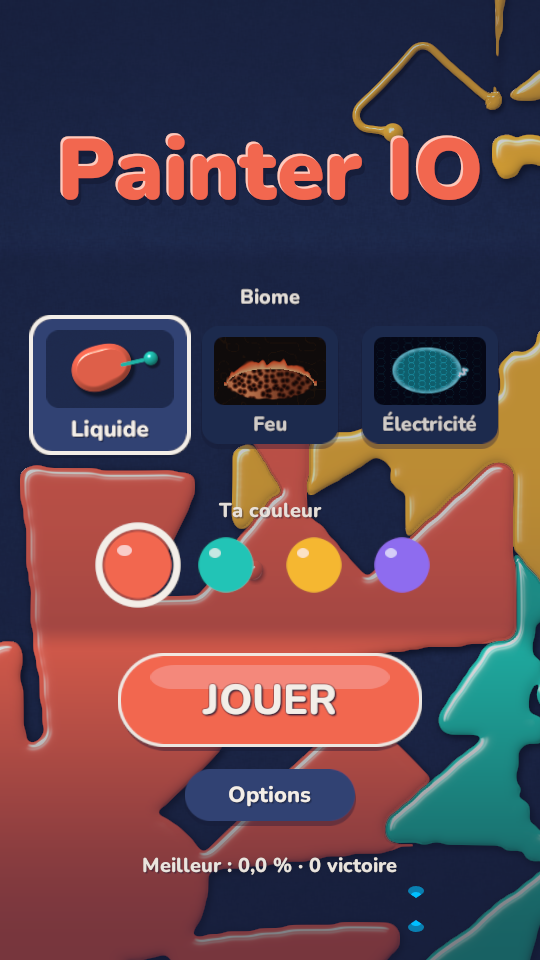 Painter IO
Biome
Liquide
Feu
Électricité
Ta couleur
JOUER
Options
Meilleur : 0,0 % · 0 victoire